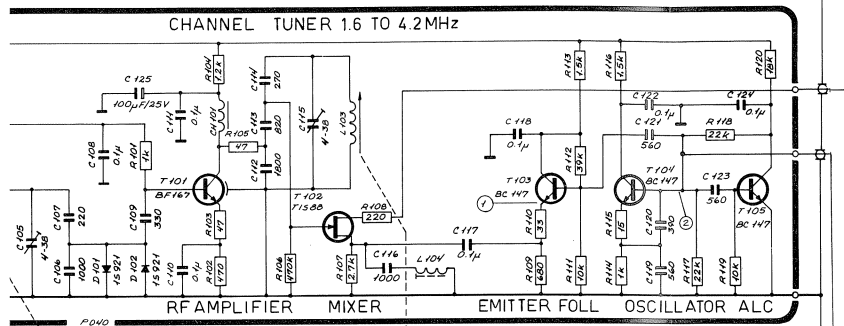 CHANNEL TUNER 1.6 TO 4.2 MHz
R104
1.2k
C125
100µF/25V
C111
0.1µ
CH101
C114
270
C113
820
C115
4-38
L103
R105
47
C112
1800
C108
0.1µ
R101
1k
T101
BF167
C107
220
C109
330
C105
4-38
C106
1000
D101
1S921
D102
1S921
C110
0.1µ
R103
47
R102
470
R106
470k
T102
TIS88
R108
220
R107
2.7k
C116
1000
L104
C117
0.1µ
C118
0.1µ
R113
1.5k
R112
39k
T103
BC147
1
R110
33
R109
680
R111
10k
R116
1.5k
C122
0.1µ
C121
560
C124
0.1µ
R120
18k
R118
22k
T104
BC147
C123
560
T105
BC147
R115
15
C120
390
2
R114
1k
C119
560
R117
22k
R119
10k
RF AMPLIFIER
MIXER
EMITTER FOLL
OSCILLATOR
ALC
P040